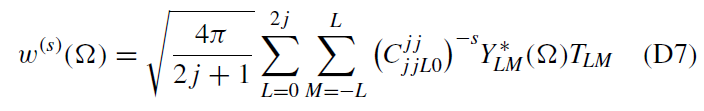 w^{(s)}(\Omega) = \sqrt{\frac{4\pi}{2j+1}} \sum_{L=0}^{2j} \sum_{M=-L}^{L} \left(C_{jjL0}^{jj}\right)^{-s} Y_{LM}^{*}(\Omega) T_{LM} (D7)